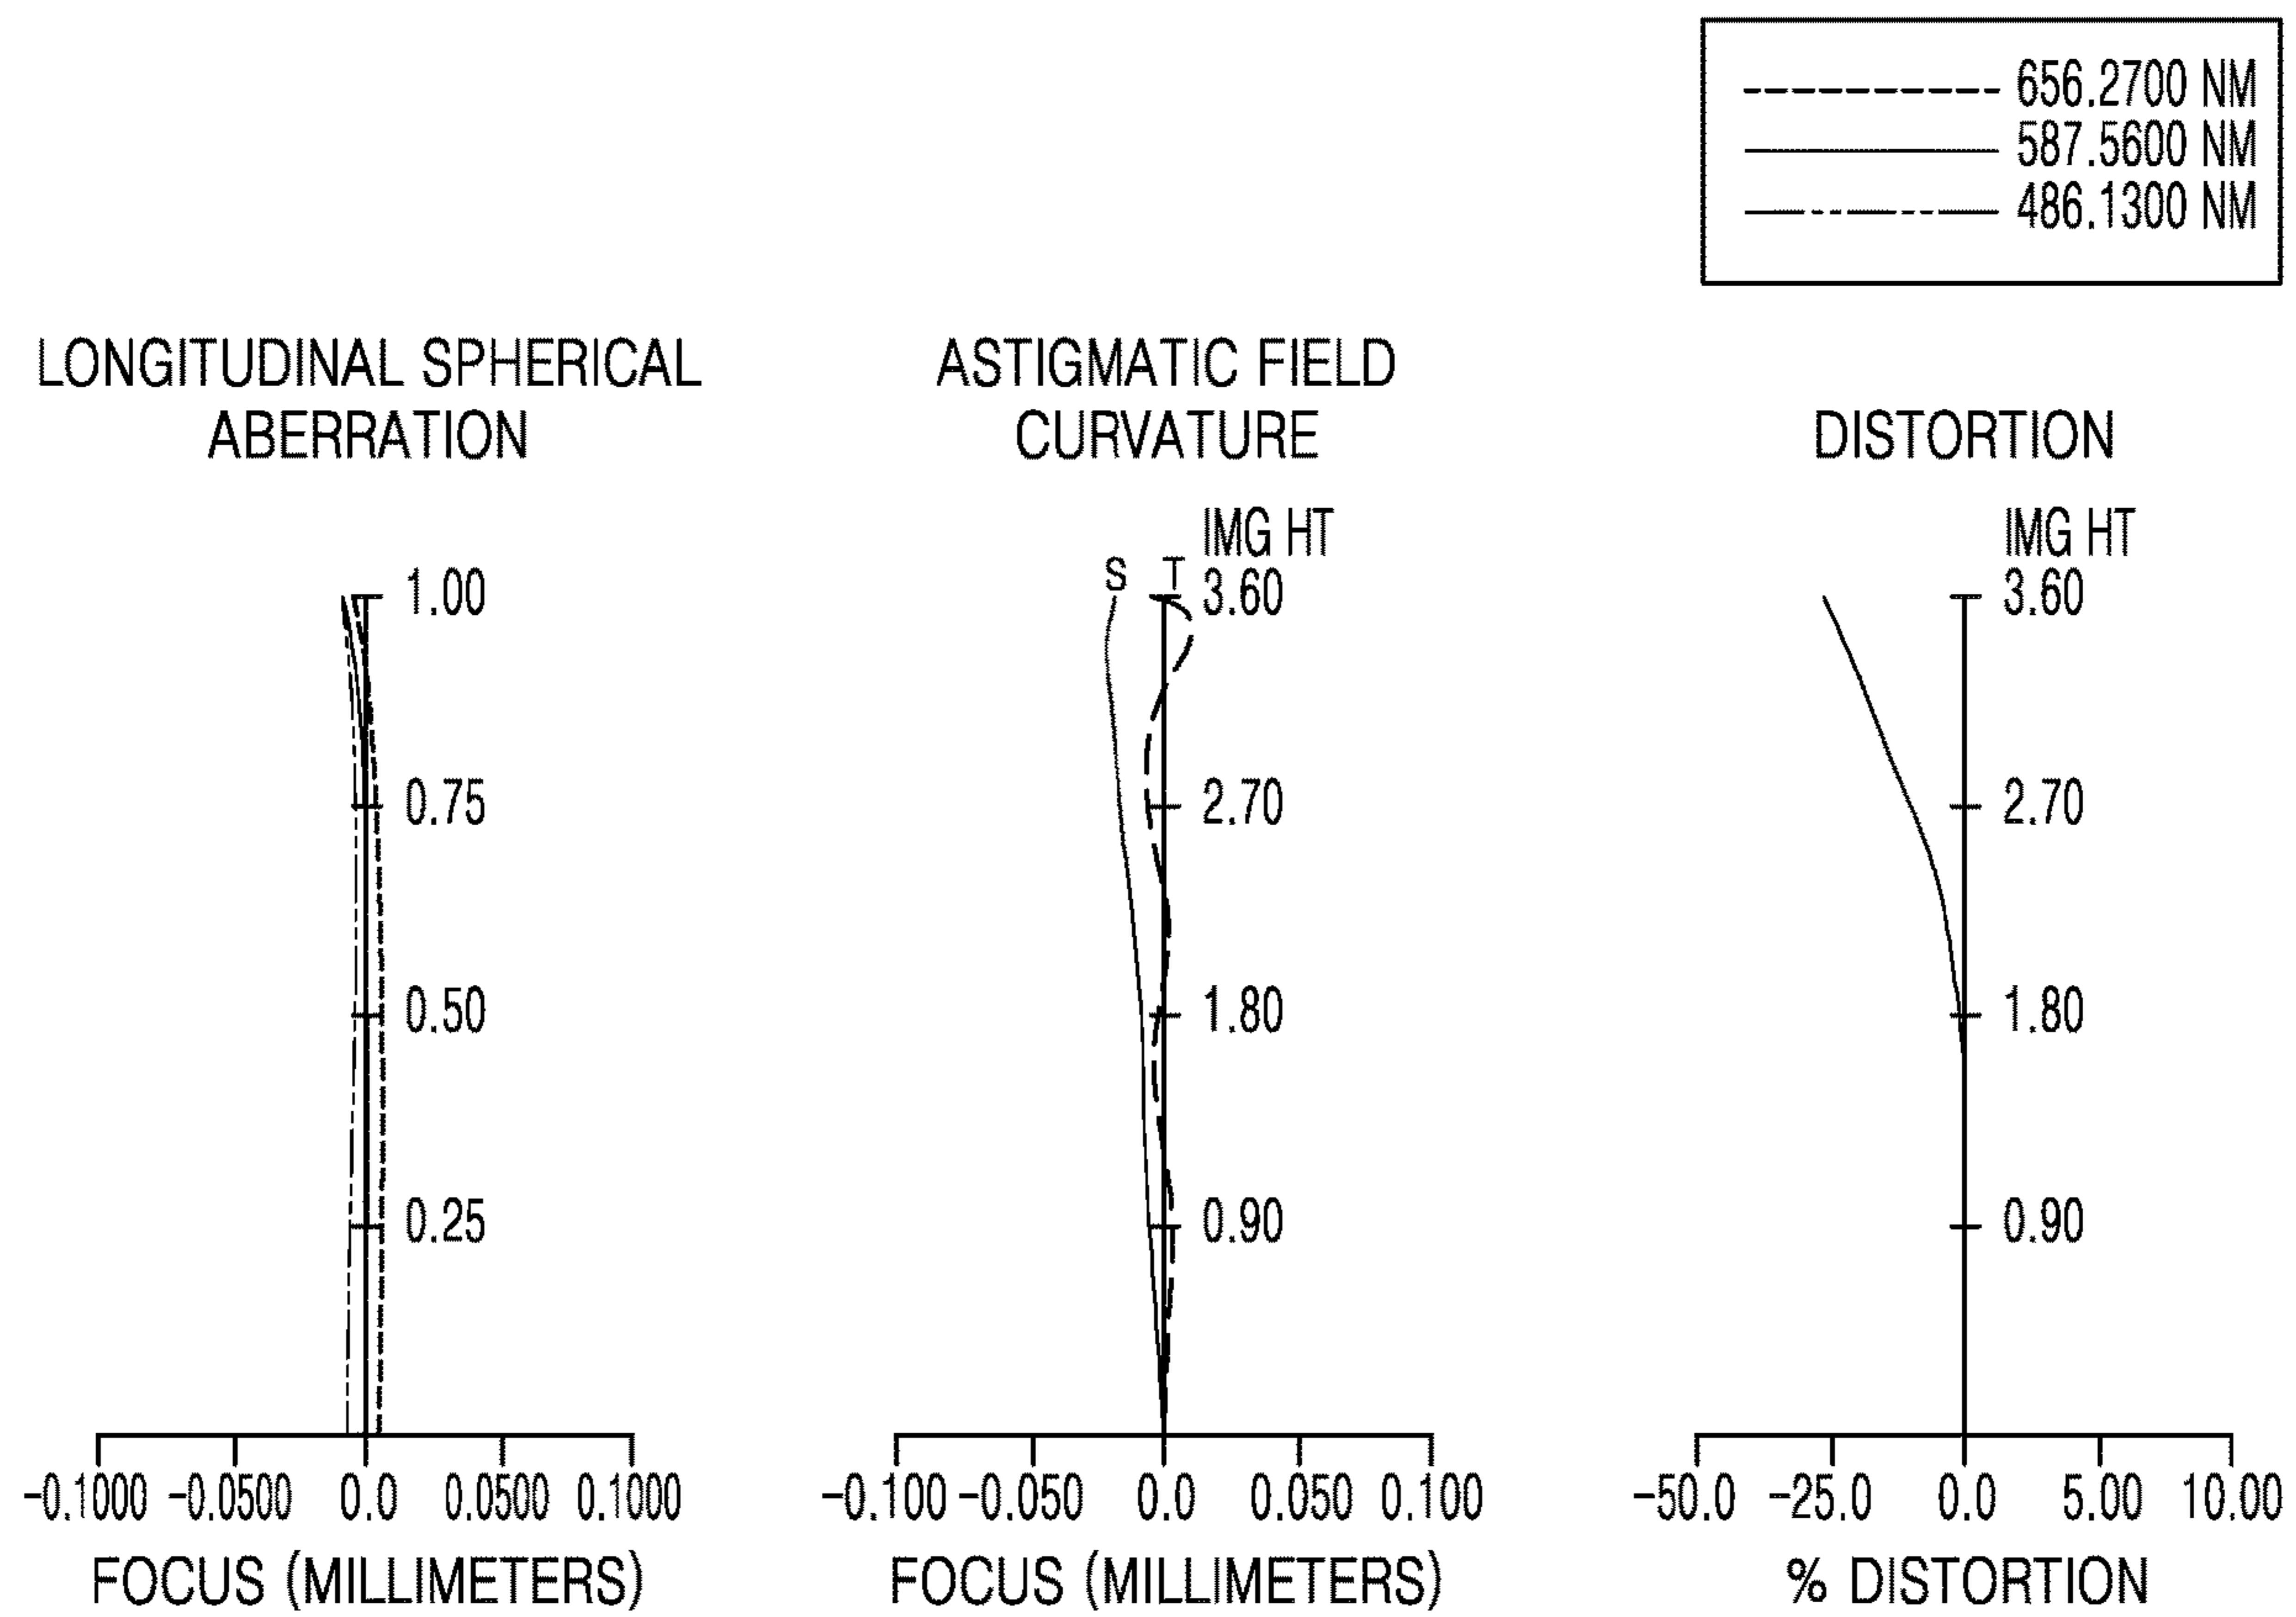 656.2700 NM
587.5600 NM
486.1300 NM
LONGITUDINAL SPHERICAL
ABERRATION
1.00
0.75
0.50
0.25
-0.1000 -0.0500 0.0 0.0500 0.1000
FOCUS (MILLIMETERS)
ASTIGMATIC FIELD
CURVATURE
IMG HT
S T 3.60
2.70
1.80
0.90
-0.100 -0.050 0.0 0.050 0.100
FOCUS (MILLIMETERS)
DISTORTION
IMG HT
3.60
2.70
1.80
0.90
-50.0 -25.0 0.0 5.00 10.00
% DISTORTION